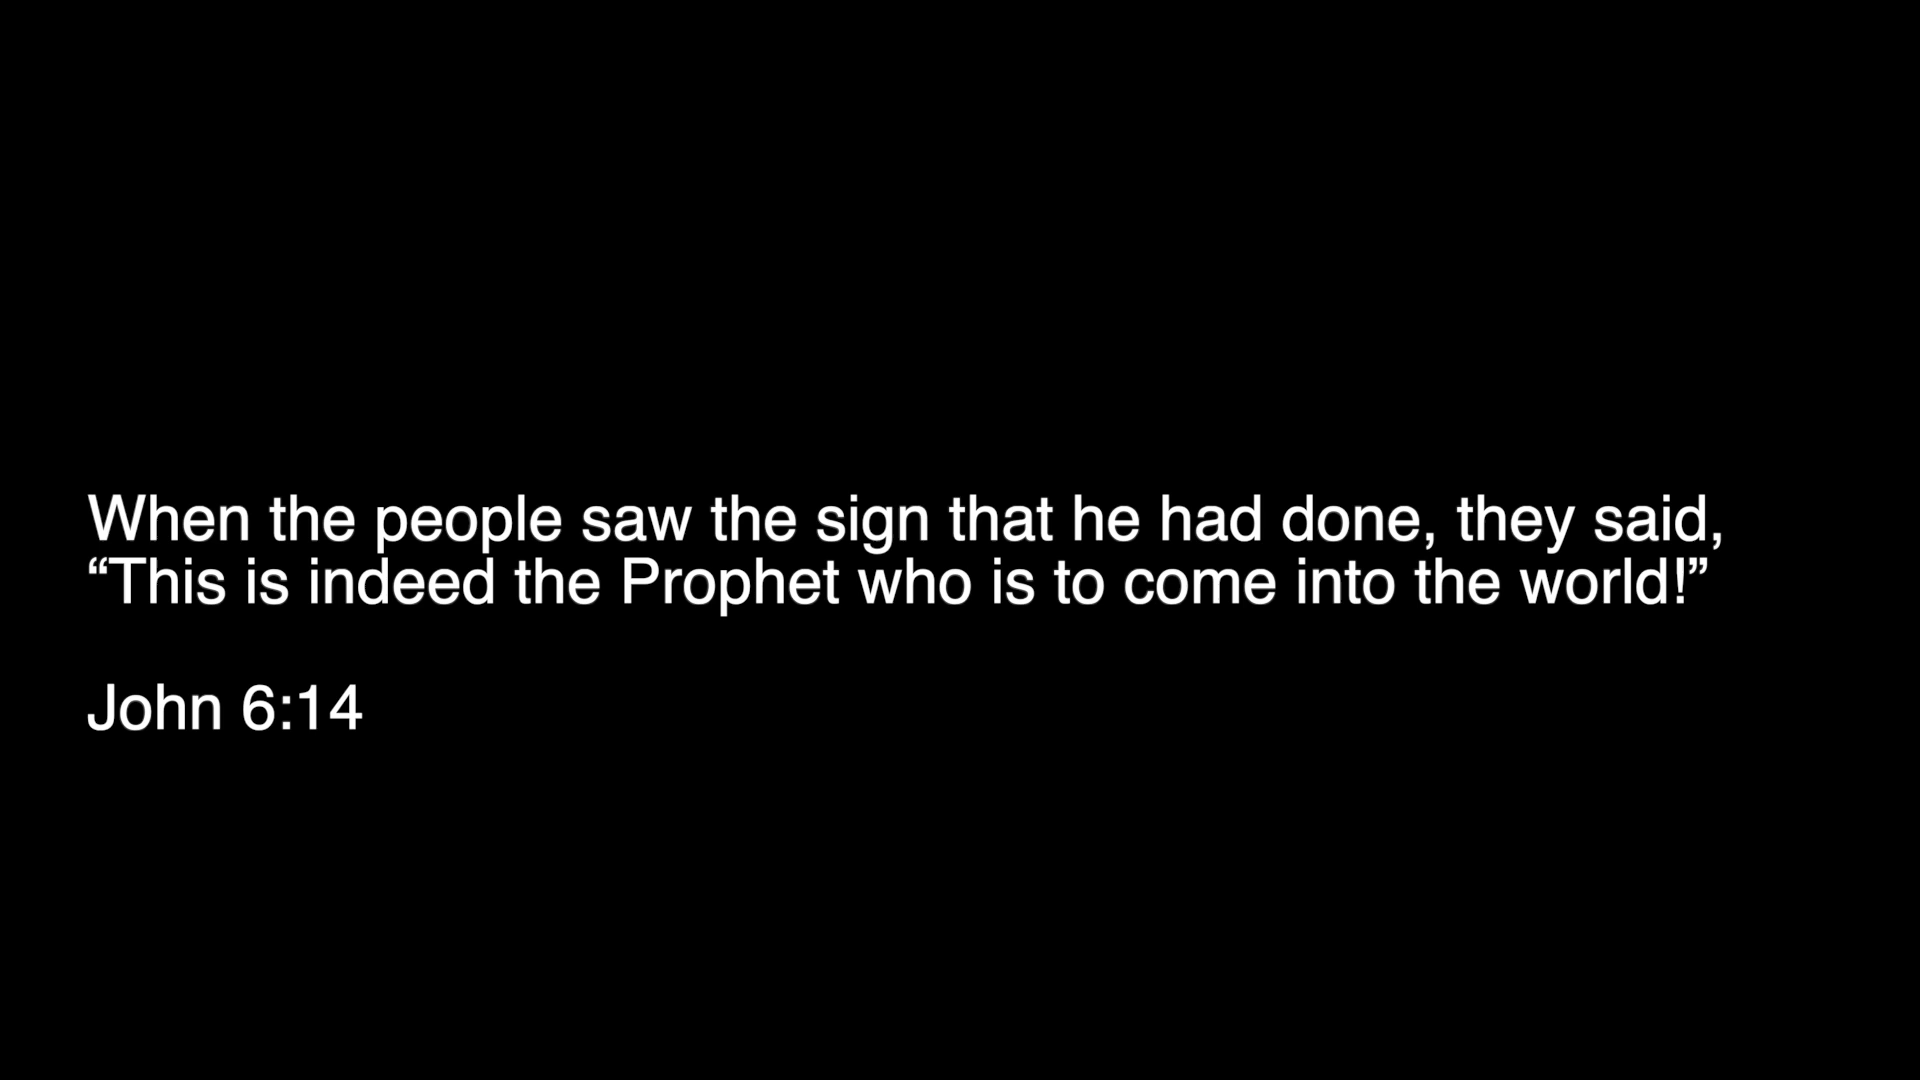 When the people saw the sign that he had done, they said,
“This is indeed the Prophet who is to come into the world!”
John 6:14